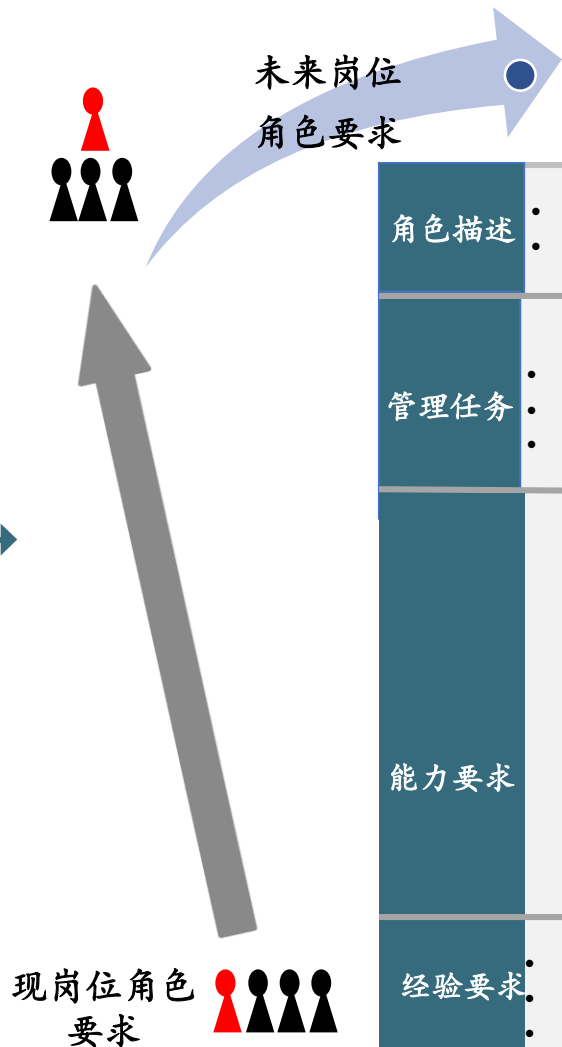 未来岗位
角色要求
角色描述
管理任务
能力要求
经验要求
现岗位角色
要求